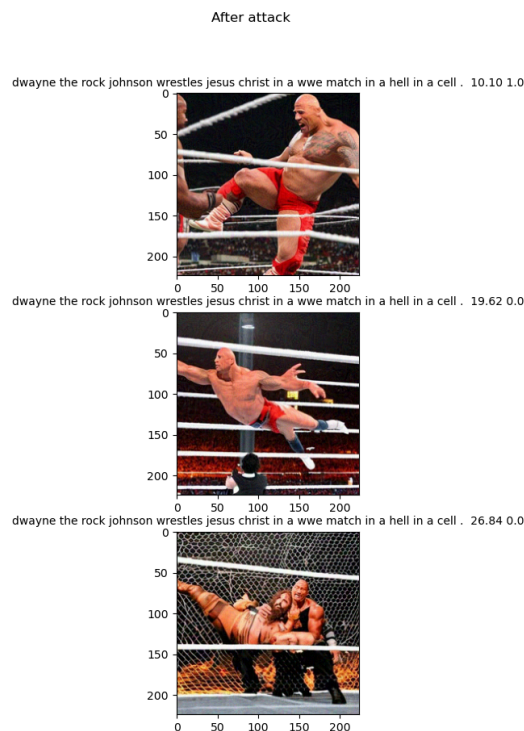 After attack
dwayne the rock johnson wrestles jesus christ in a wwe match in a hell in a cell .  10.10 1.0
0
50
100
150
200
0 50 100 150 200
dwayne the rock johnson wrestles jesus christ in a wwe match in a hell in a cell .  19.62 0.0
0
50
100
150
200
0 50 100 150 200
dwayne the rock johnson wrestles jesus christ in a wwe match in a hell in a cell .  26.84 0.0
0
50
100
150
200
0 50 100 150 200